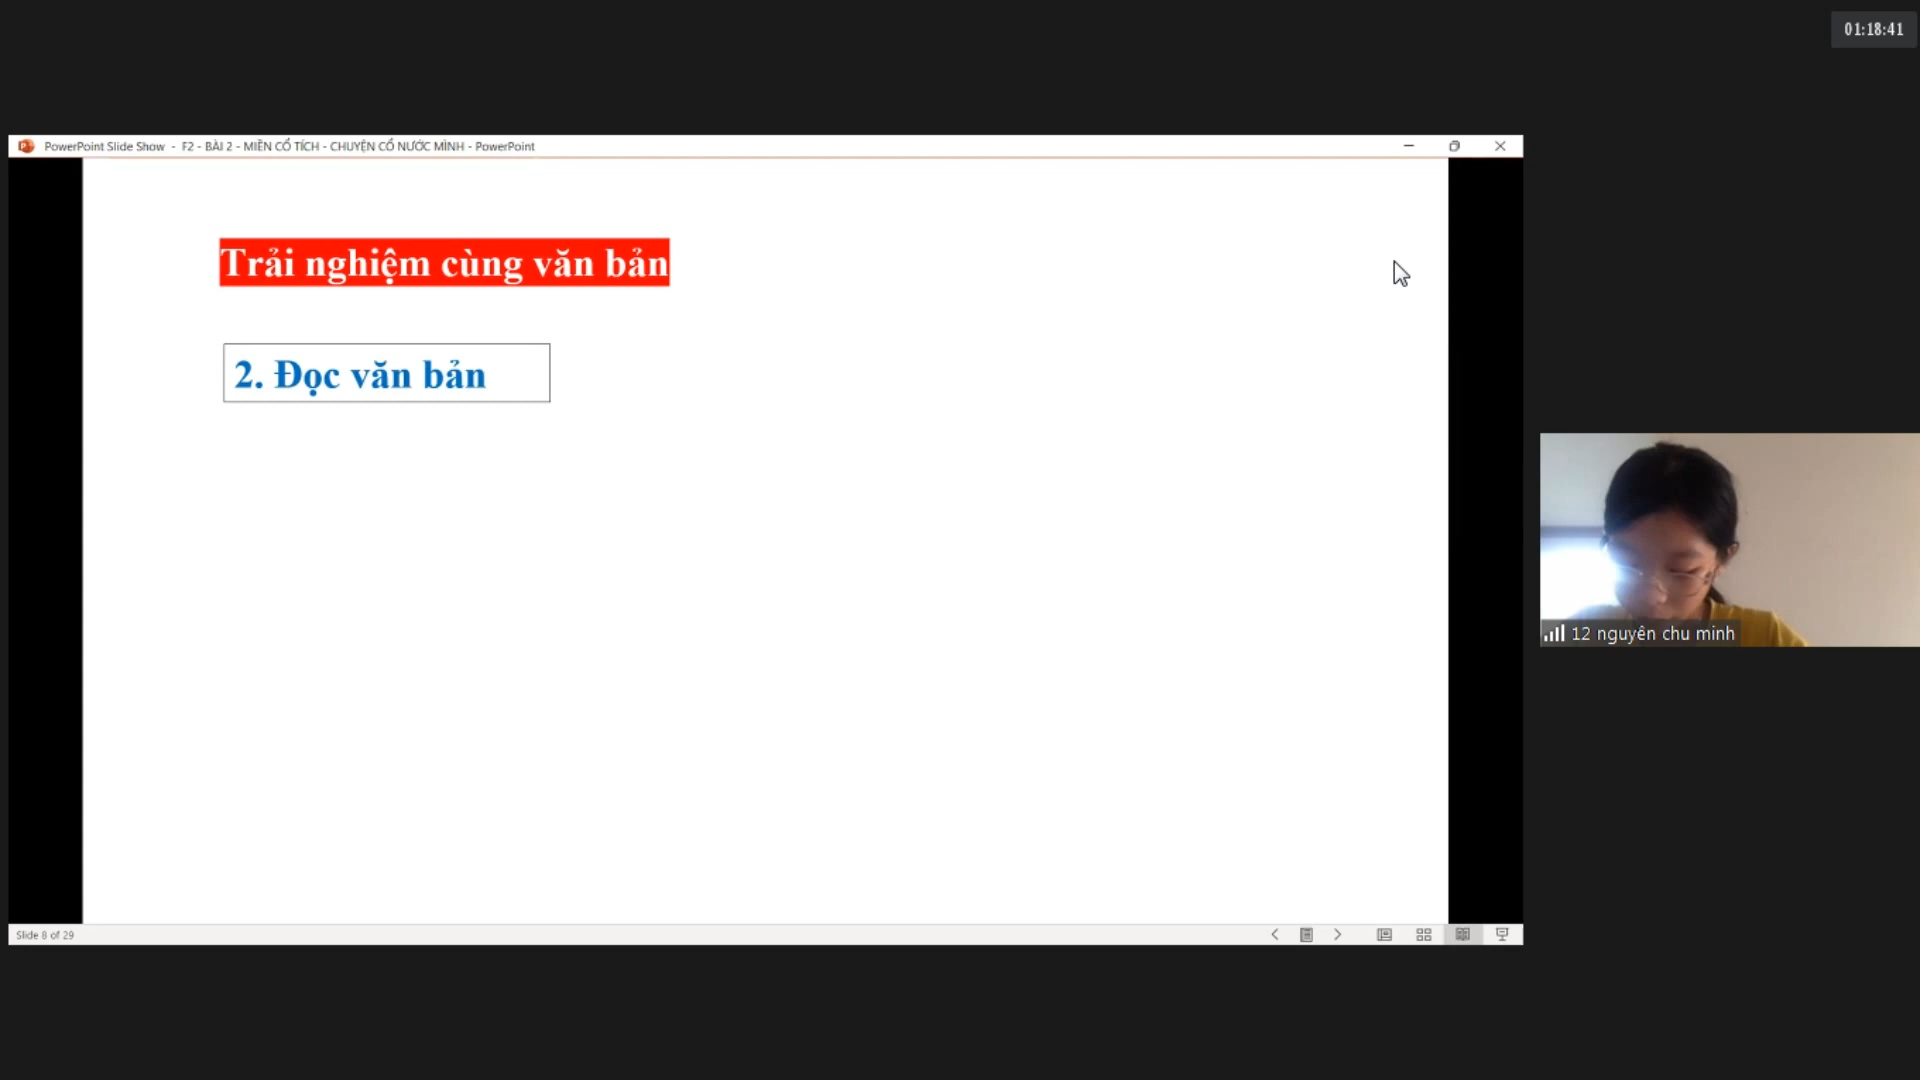 01:18:41
PowerPoint Slide Show - F2 - BÀI 2 - MIỀN CỔ TÍCH - CHUYỆN CỔ NƯỚC MÌNH - PowerPoint
Trải nghiệm cùng văn bản
2. Đọc văn bản
12 nguyên chu minh
Slide 8 of 29